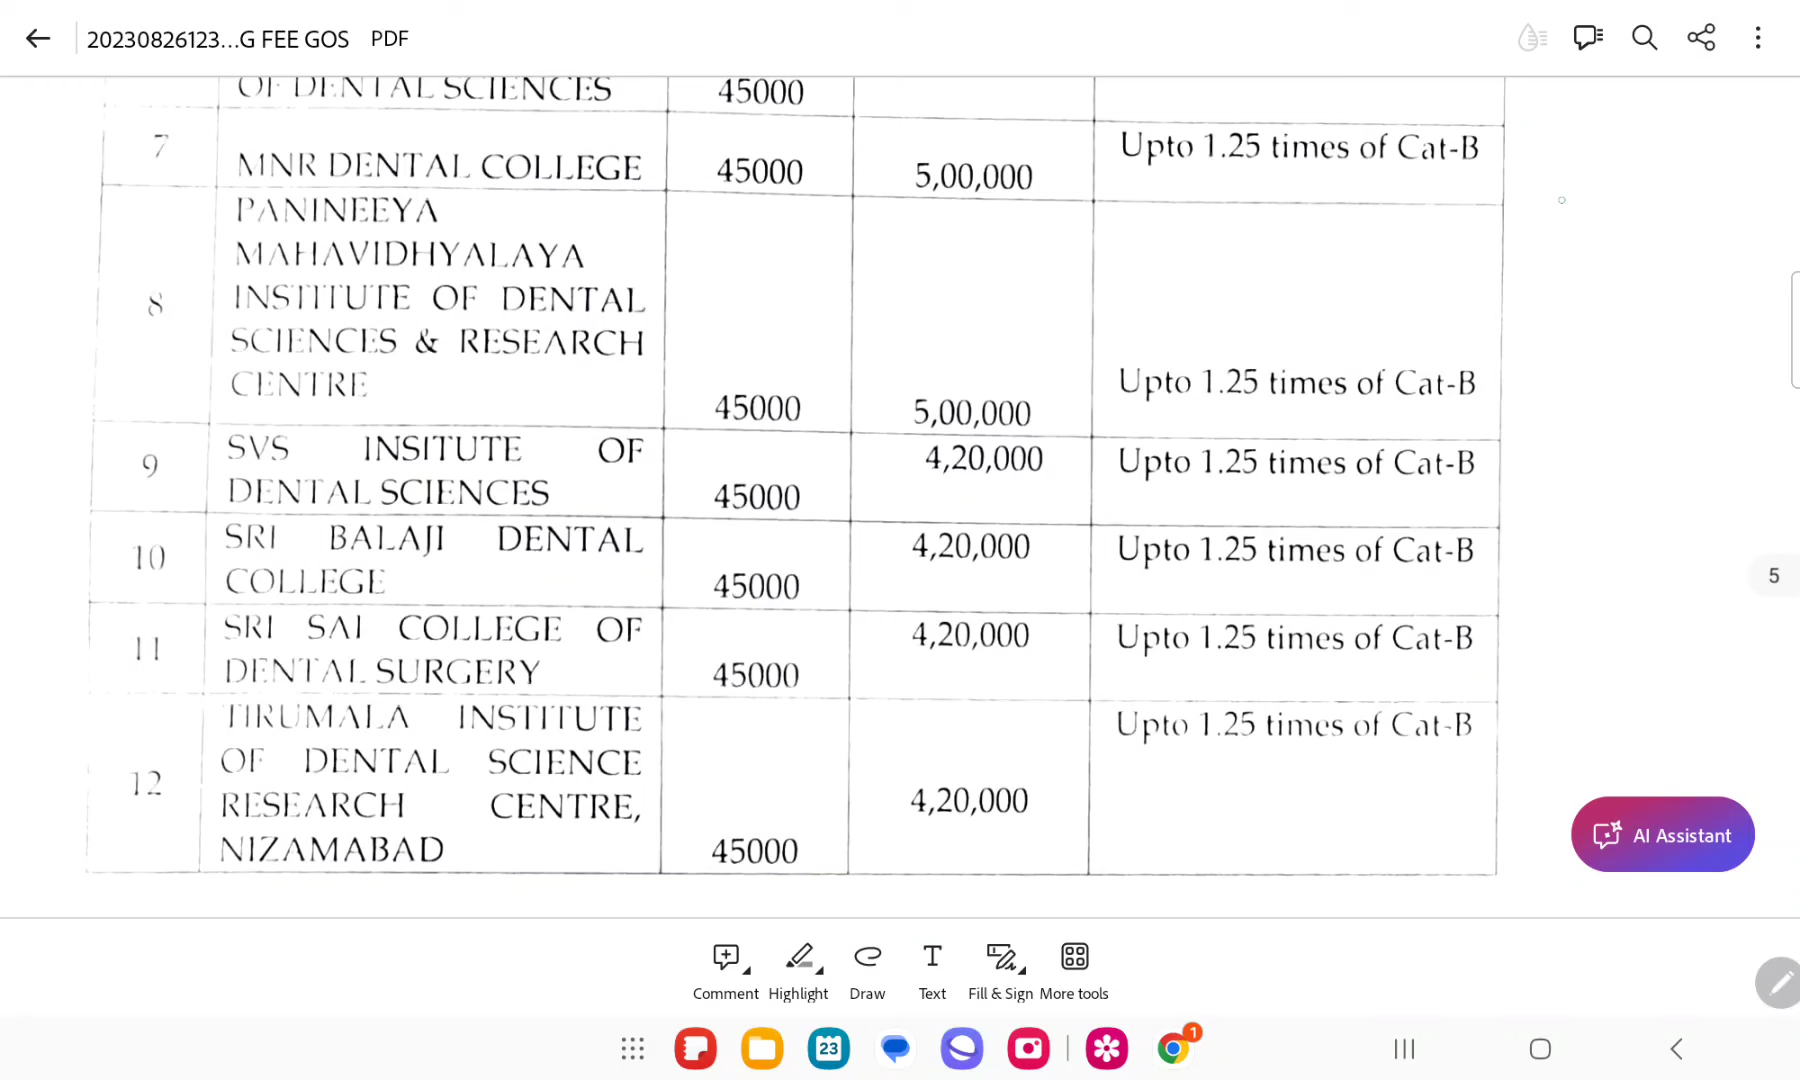 20230826123...G FEE GOS PDF
OF DENTAL SCIENCES 45000
7 MNR DENTAL COLLEGE 45000 5,00,000 Upto 1.25 times of Cat-B
PANINEEYA
MAHAVIDHYALAYA
8 INSTITUTE OF DENTAL
SCIENCES & RESEARCH
CENTRE 45000 5,00,000 Upto 1.25 times of Cat-B
9 SVS INSITUTE OF 4,20,000 Upto 1.25 times of Cat-B
DENTAL SCIENCES 45000
10 SRI BALAJI DENTAL 4,20,000 Upto 1.25 times of Cat-B
COLLEGE 45000
11 SRI SAI COLLEGE OF 4,20,000 Upto 1.25 times of Cat-B
DENTAL SURGERY 45000
TIRUMALA INSTITUTE Upto 1.25 times of Cat-B
12 OF DENTAL SCIENCE
RESEARCH CENTRE, 4,20,000
NIZAMABAD 45000
5
AI Assistant
Comment Highlight Draw Text Fill & Sign More tools
23
1